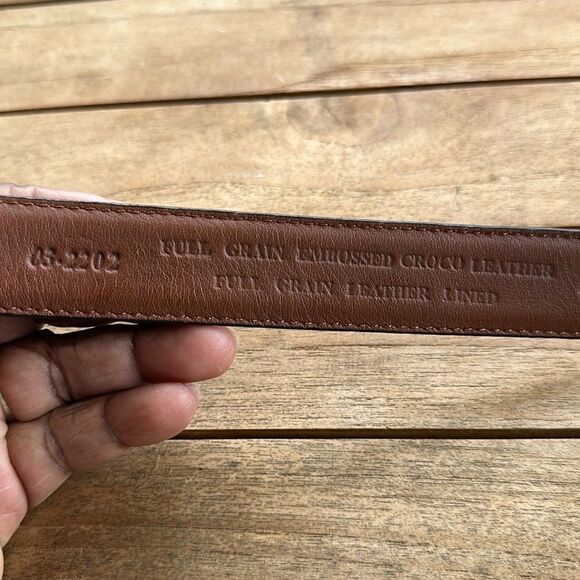 05-2202
FULL GRAIN EMBOSSED CROCO LEATHER
FULL GRAIN LEATHER LINED